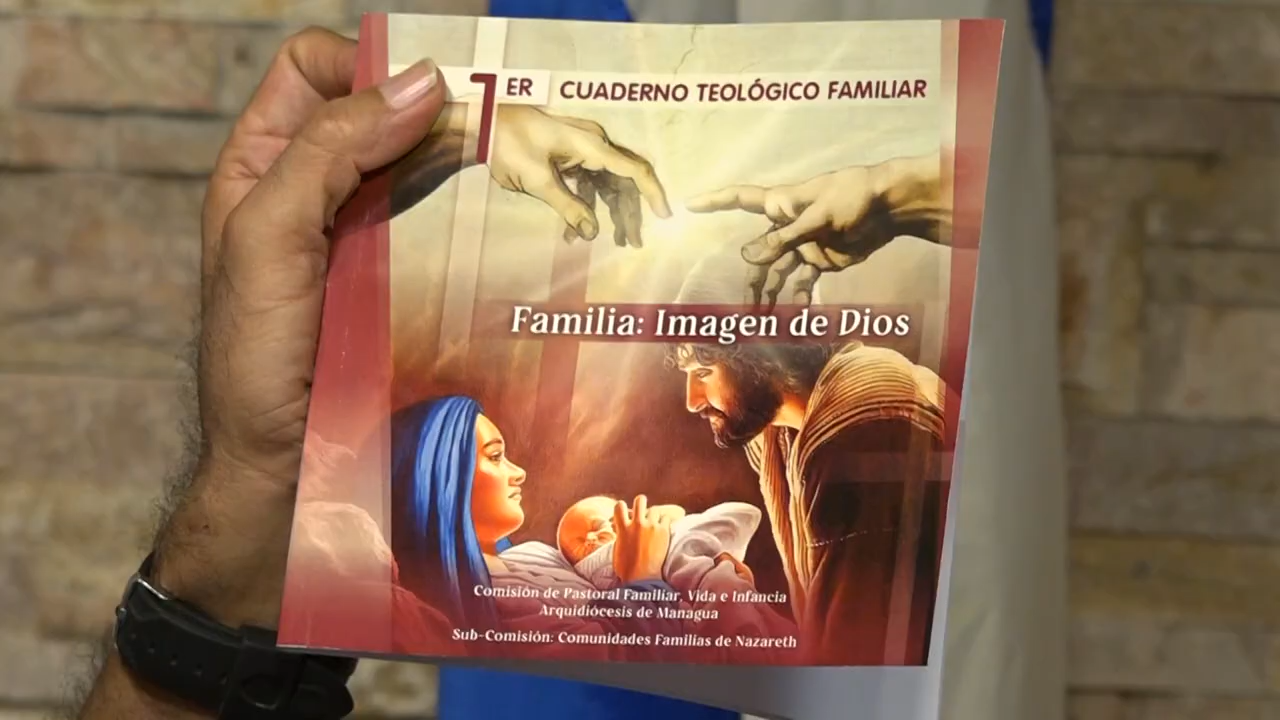 1ER CUADERNO TEOLÓGICO FAMILIAR
Familia: Imagen de Dios
Comisión de Pastoral Familiar, Vida e Infancia
Arquidiócesis de Managua
Sub-Comisión: Comunidades Familias de Nazareth